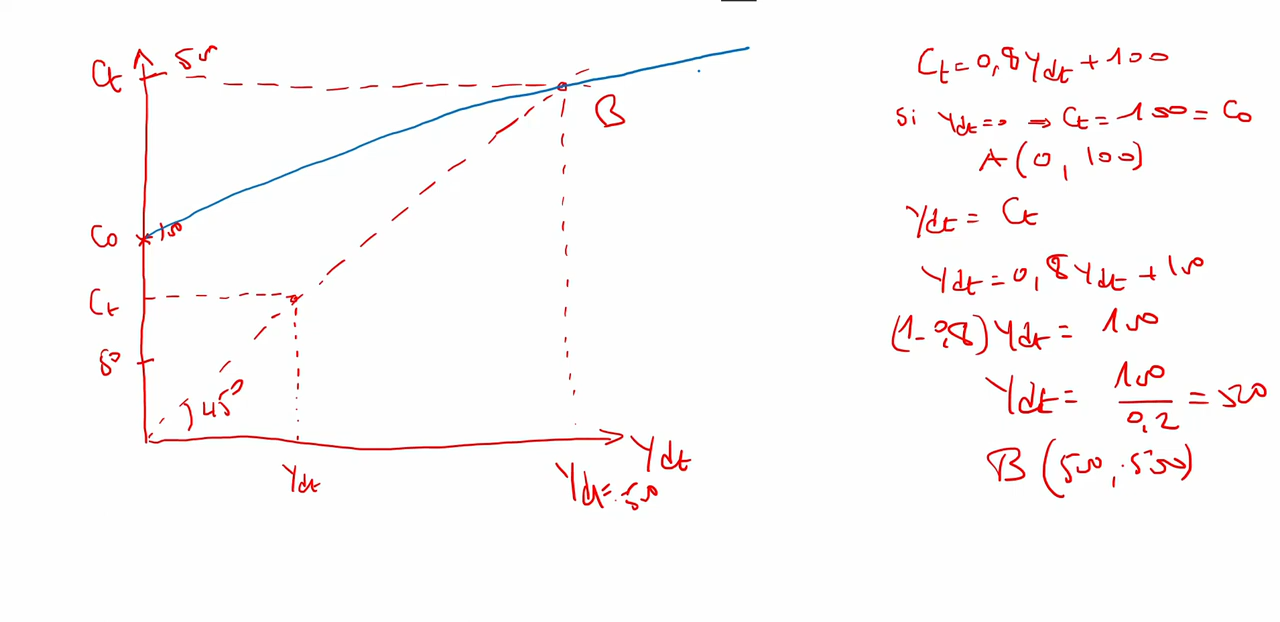 Ct
500
B
C0
100
Ct
80
45°
Ydt
Ydt
Ydt = 500
Ct = 0,8 Ydt + 100
Si Ydt = 0 ⇒ Ct = 100 = C0
A (0, 100)
Ydt = Ct
Ydt = 0,8 Ydt + 100
(1 - 0,8) Ydt = 100
Ydt = 100 / 0,2 = 500
B (500, 500)